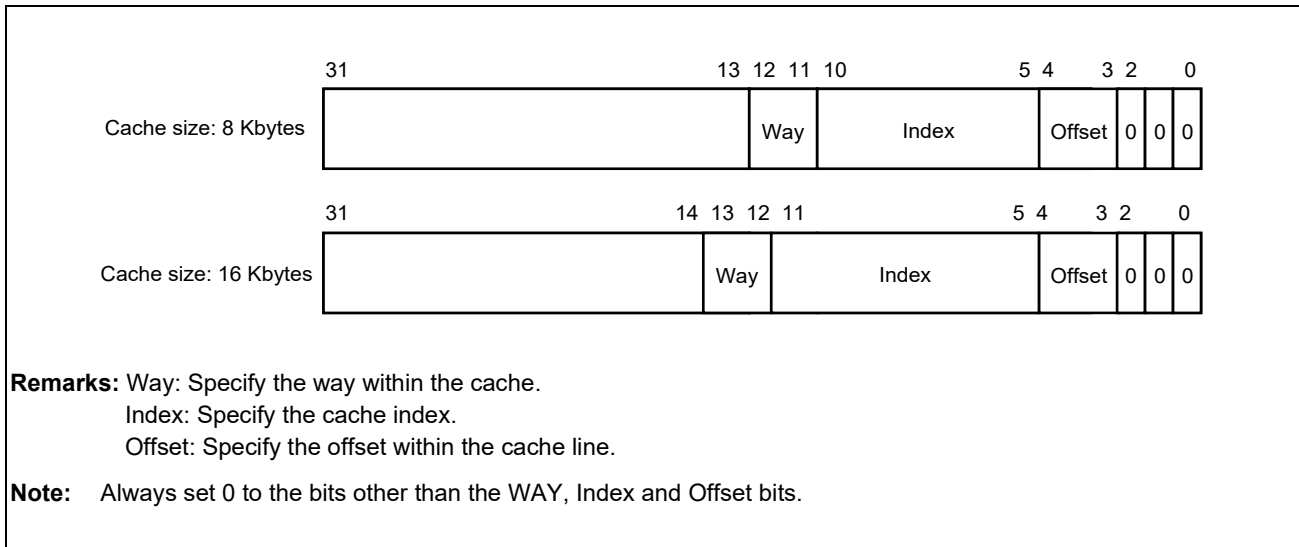 31 13 12 11 10 5 4 3 2 0
Cache size: 8 Kbytes Way Index Offset 0 0 0
31 14 13 12 11 5 4 3 2 0
Cache size: 16 Kbytes Way Index Offset 0 0 0
Remarks: Way: Specify the way within the cache.
Index: Specify the cache index.
Offset: Specify the offset within the cache line.
Note: Always set 0 to the bits other than the WAY, Index and Offset bits.